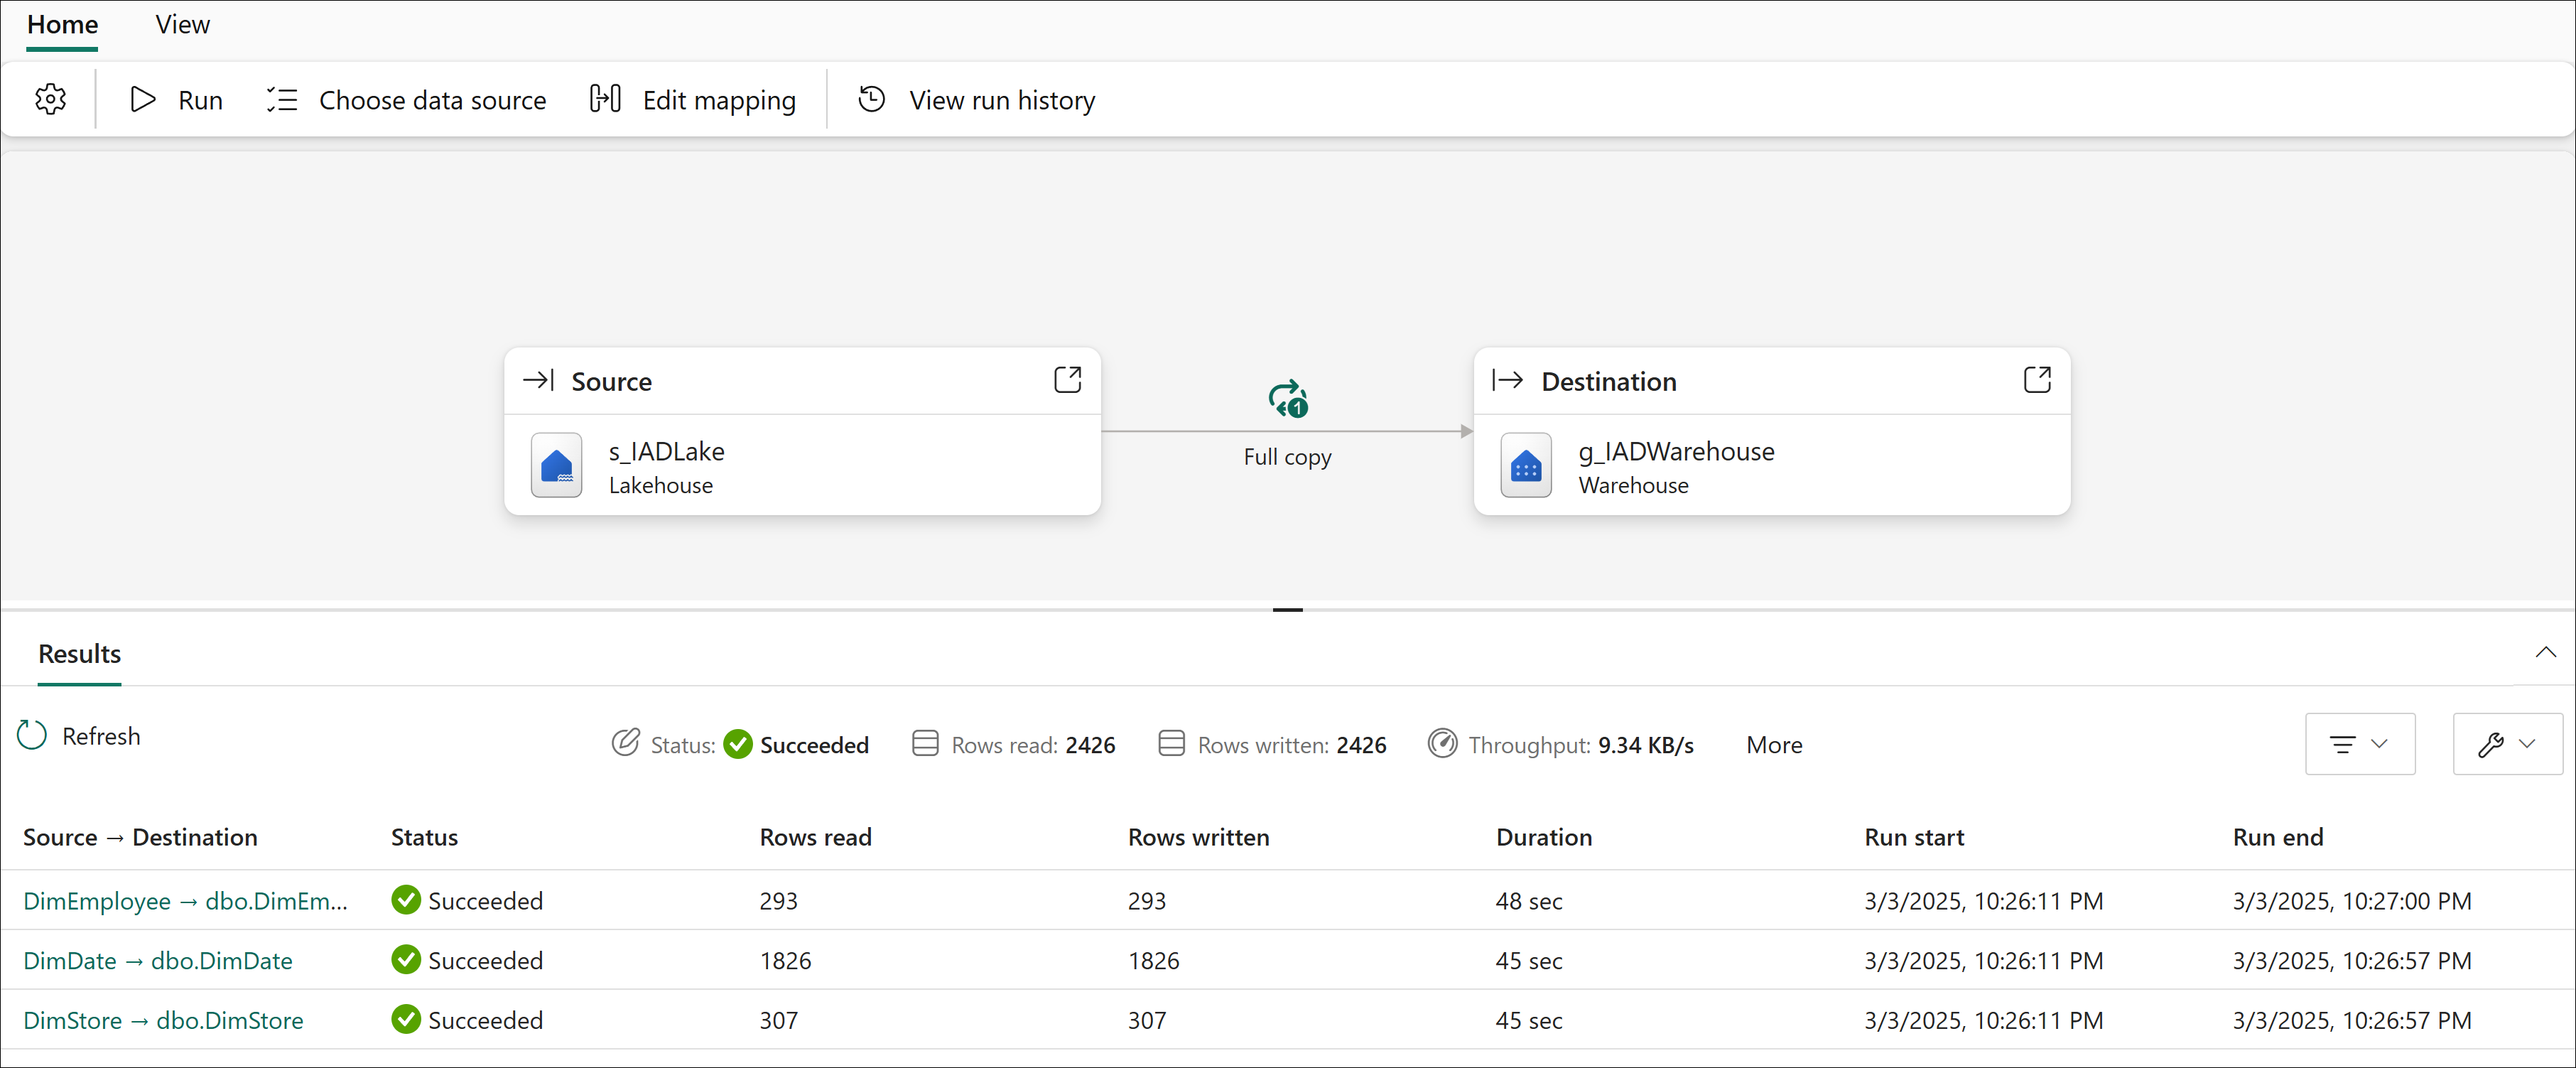 Home View
Run Choose data source Edit mapping View run history
Source
s_IADLake
Lakehouse
1
Full copy
Destination
g_IADWarehouse
Warehouse
Results
Refresh
Status: Succeeded Rows read: 2426 Rows written: 2426 Throughput: 9.34 KB/s More
Source → Destination Status Rows read Rows written Duration Run start Run end
DimEmployee → dbo.DimEm... Succeeded 293 293 48 sec 3/3/2025, 10:26:11 PM 3/3/2025, 10:27:00 PM
DimDate → dbo.DimDate Succeeded 1826 1826 45 sec 3/3/2025, 10:26:11 PM 3/3/2025, 10:26:57 PM
DimStore → dbo.DimStore Succeeded 307 307 45 sec 3/3/2025, 10:26:11 PM 3/3/2025, 10:26:57 PM